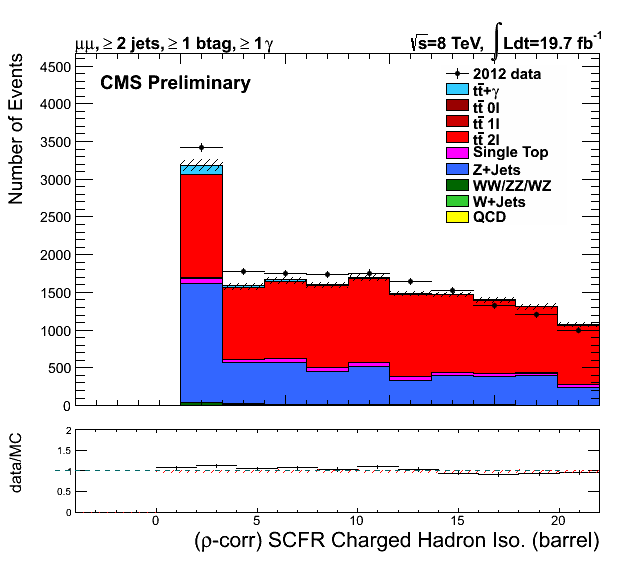 μμ, ≥ 2 jets, ≥ 1 btag, ≥ 1 γ
√s=8 TeV, ∫ Ldt=19.7 fb⁻¹
CMS Preliminary
Number of Events
4500
4000
3500
3000
2500
2000
1500
1000
500
0
2012 data
tt̄+γ
tt̄ 0l
tt̄ 1l
tt̄ 2l
Single Top
Z+Jets
WW/ZZ/WZ
W+Jets
QCD
data/MC
2
1.5
1
0.5
0
0 5 10 15 20
(ρ-corr) SCFR Charged Hadron Iso. (barrel)